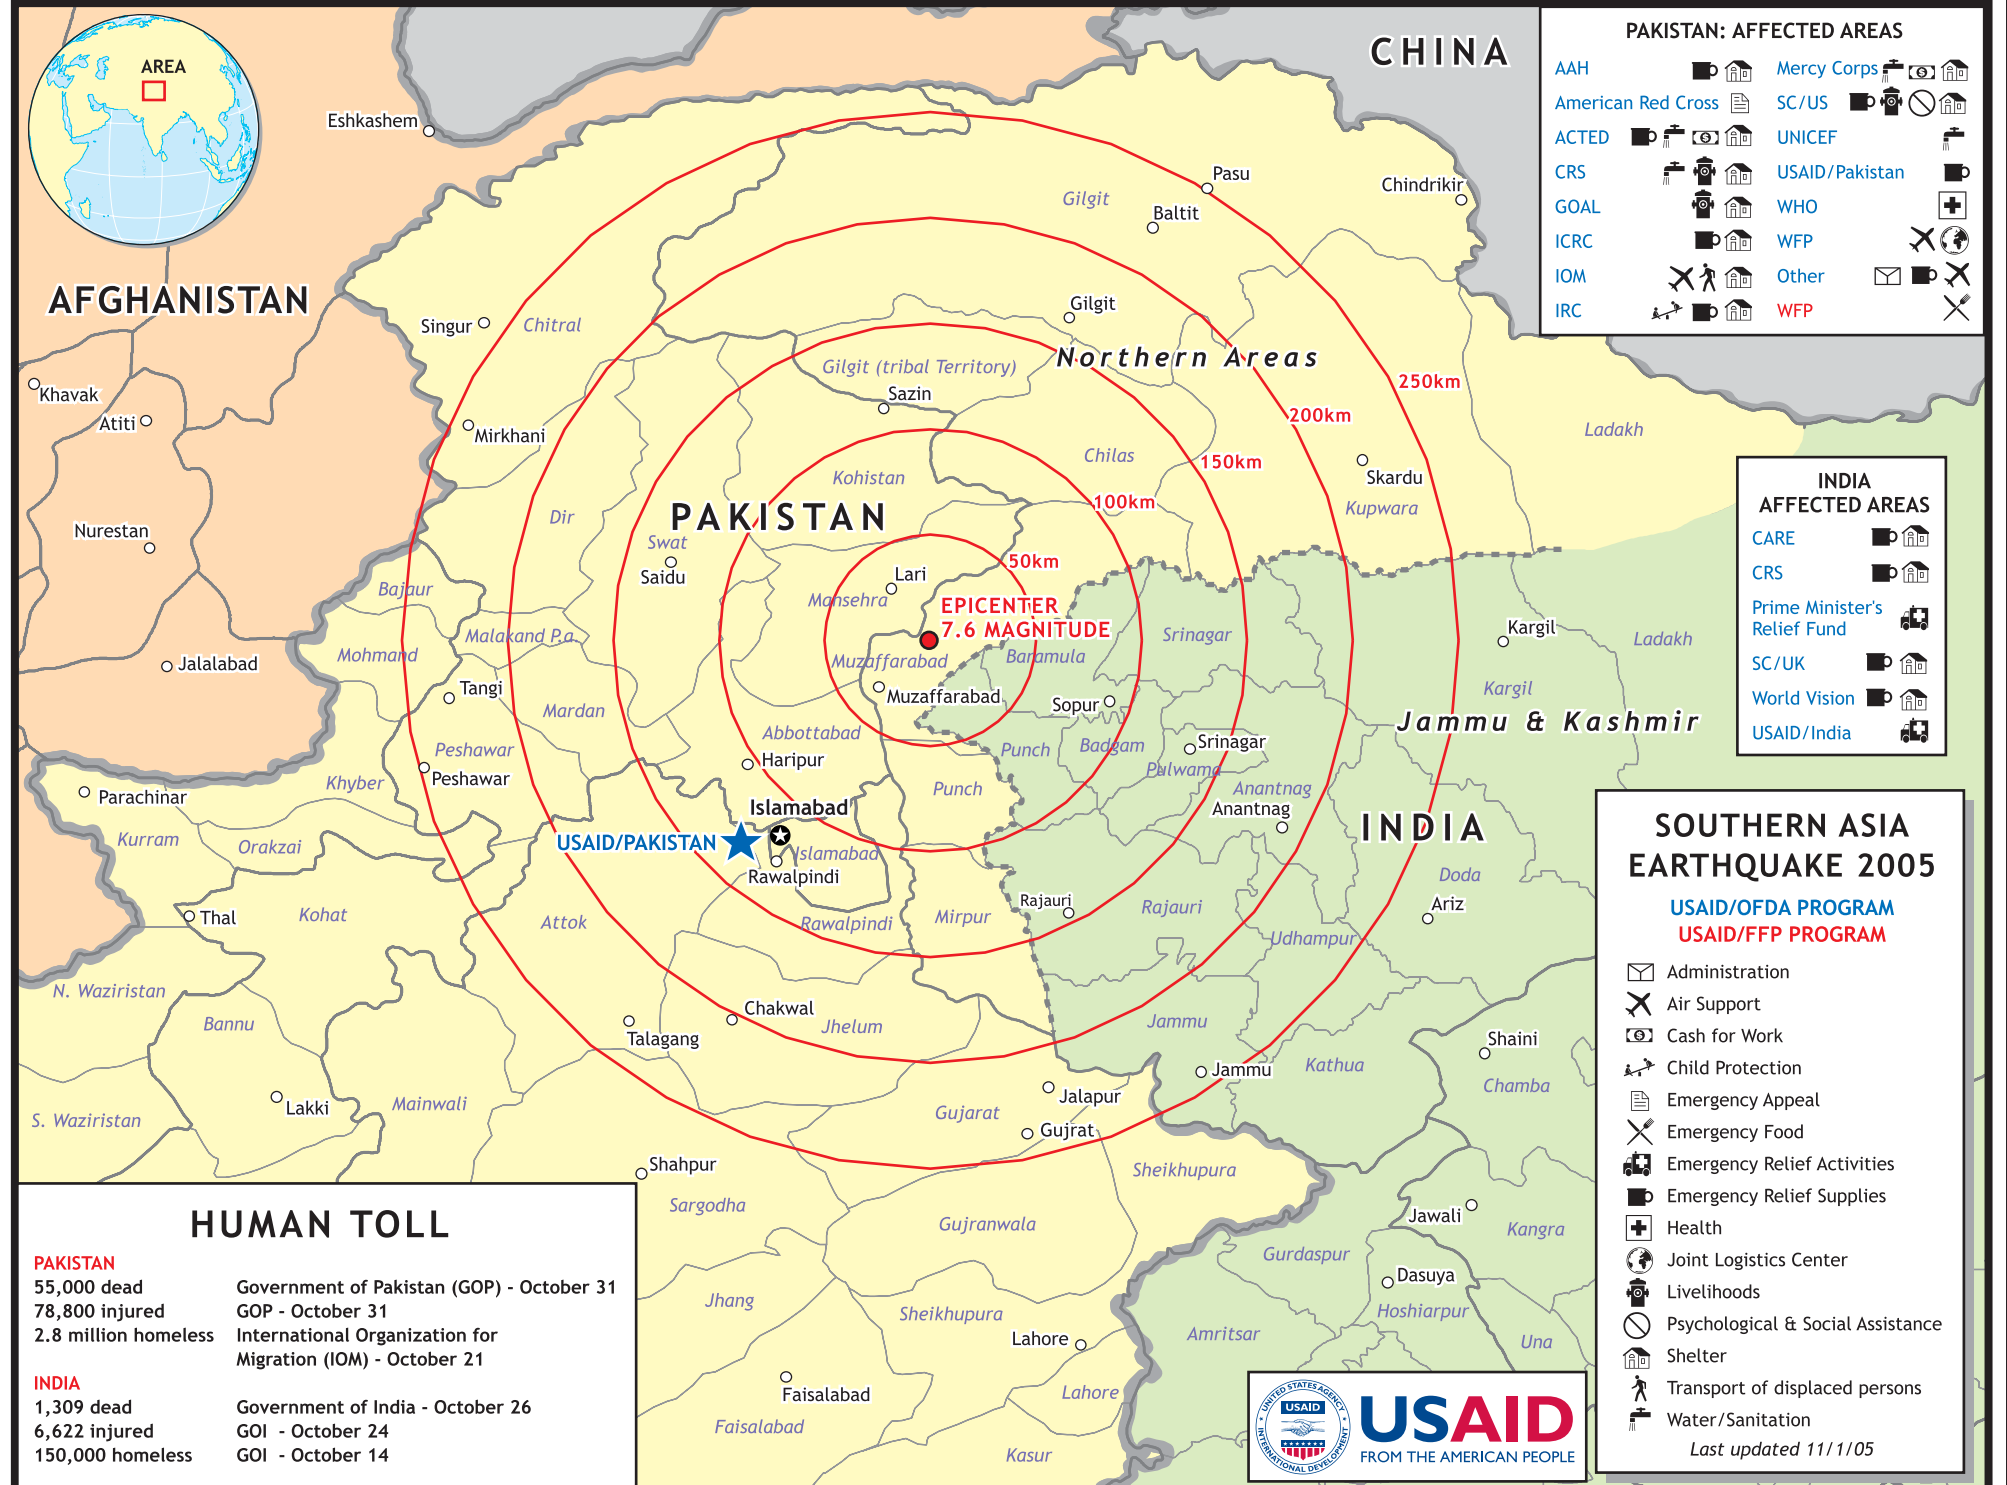 AREA
CHINA
Eshkashem
Pasu
Gilgit
Chindrikir
Baltit
AFGHANISTAN
Gilgit
Singur
Chitral
Northern Areas
Gilgit (tribal Territory)
250km
Khavak
Sazin
200km
Atiti
Mirkhani
Ladakh
Chilas
150km
Kohistan
Skardu
100km
Kupwara
PAKISTAN
Dir
Nurestan
Swat
Saidu
50km
Lari
Bajaur
Mansehra
EPICENTER
7.6 MAGNITUDE
Malakand P.a.
Srinagar
Kargil
Ladakh
Mohmand
Baramula
Jalalabad
Muzaffarabad
Tangi
Muzaffarabad
Kargil
Sopur
Mardan
Jammu & Kashmir
Abbottabad
Peshawar
Punch
Badgam
Srinagar
Haripur
Pulwama
Peshawar
Khyber
Punch
Anantnag
Parachinar
Islamabad
Anantnag
INDIA
Kurram
Orakzai
USAID/PAKISTAN
Islamabad
Rawalpindi
Doda
Thal
Kohat
Attok
Rawalpindi
Mirpur
Rajauri
Rajauri
Ariz
Udhampur
N. Waziristan
Bannu
Talagang
Chakwal
Jhelum
Jammu
Shaini
Jammu
Kathua
Chamba
Lakki
Mainwali
Jalapur
Gujarat
S. Waziristan
Gujrat
Shahpur
Sheikhupura
Sargodha
Gujranwala
Jawali
Kangra
Gurdaspur
Dasuya
Jhang
Sheikhupura
Hoshiarpur
Lahore
Amritsar
Una
Faisalabad
Lahore
Faisalabad
Kasur
PAKISTAN: AFFECTED AREAS
AAH
American Red Cross
ACTED
CRS
GOAL
ICRC
IOM
IRC
Mercy Corps
SC/US
UNICEF
USAID/Pakistan
WHO
WFP
Other
WFP
INDIA
AFFECTED AREAS
CARE
CRS
Prime Minister's
Relief Fund
SC/UK
World Vision
USAID/India
SOUTHERN ASIA
EARTHQUAKE 2005
USAID/OFDA PROGRAM
USAID/FFP PROGRAM
Administration
Air Support
Cash for Work
Child Protection
Emergency Appeal
Emergency Food
Emergency Relief Activities
Emergency Relief Supplies
Health
Joint Logistics Center
Livelihoods
Psychological & Social Assistance
Shelter
Transport of displaced persons
Water/Sanitation
Last updated 11/1/05
HUMAN TOLL
PAKISTAN
55,000 dead Government of Pakistan (GOP) - October 31
78,800 injured GOP - October 31
2.8 million homeless International Organization for
Migration (IOM) - October 21
INDIA
1,309 dead Government of India - October 26
6,622 injured GOI - October 24
150,000 homeless GOI - October 14
UNITED STATES AGENCY
USAID
INTERNATIONAL DEVELOPMENT
USAID
FROM THE AMERICAN PEOPLE